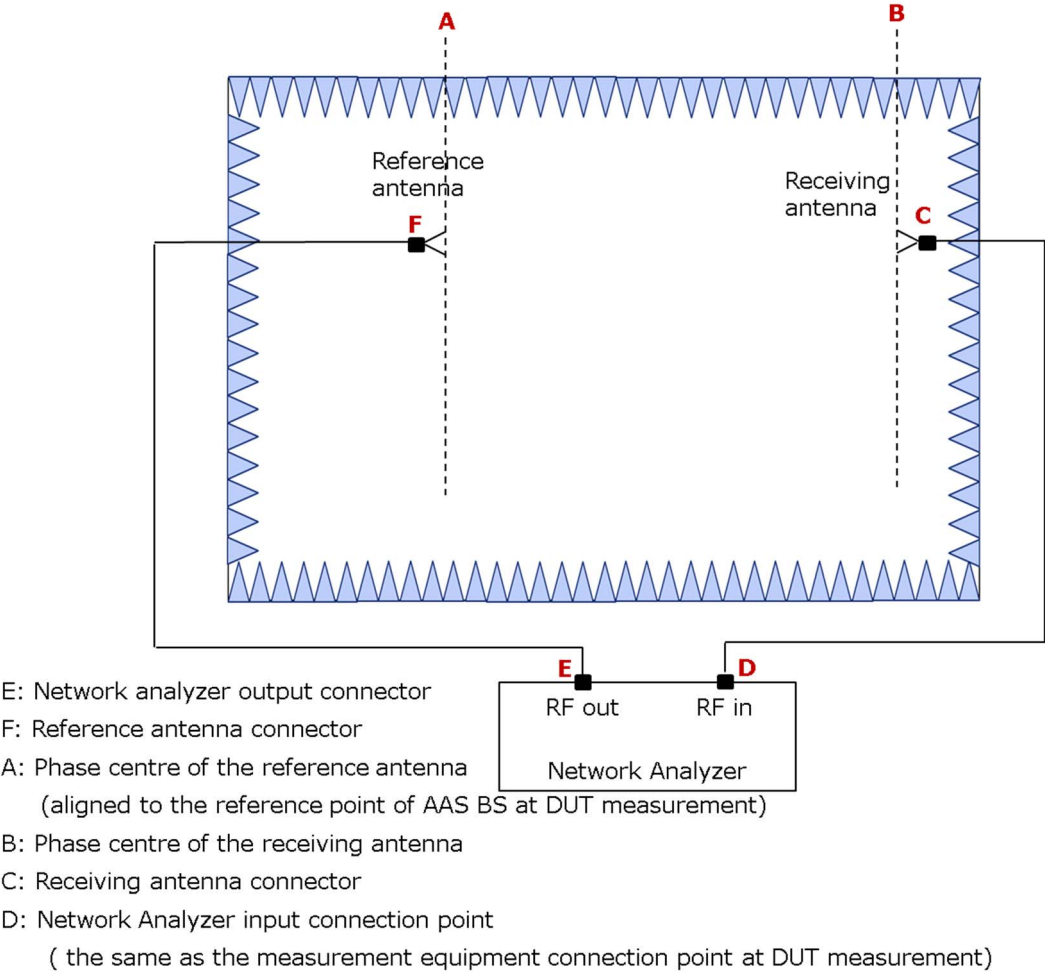 A
B
Reference
antenna
Receiving
antenna
F
C
E
D
RF out
RF in
Network Analyzer
E: Network analyzer output connector
F: Reference antenna connector
A: Phase centre of the reference antenna
(aligned to the reference point of AAS BS at DUT measurement)
B: Phase centre of the receiving antenna
C: Receiving antenna connector
D: Network Analyzer input connection point
( the same as the measurement equipment connection point at DUT measurement)